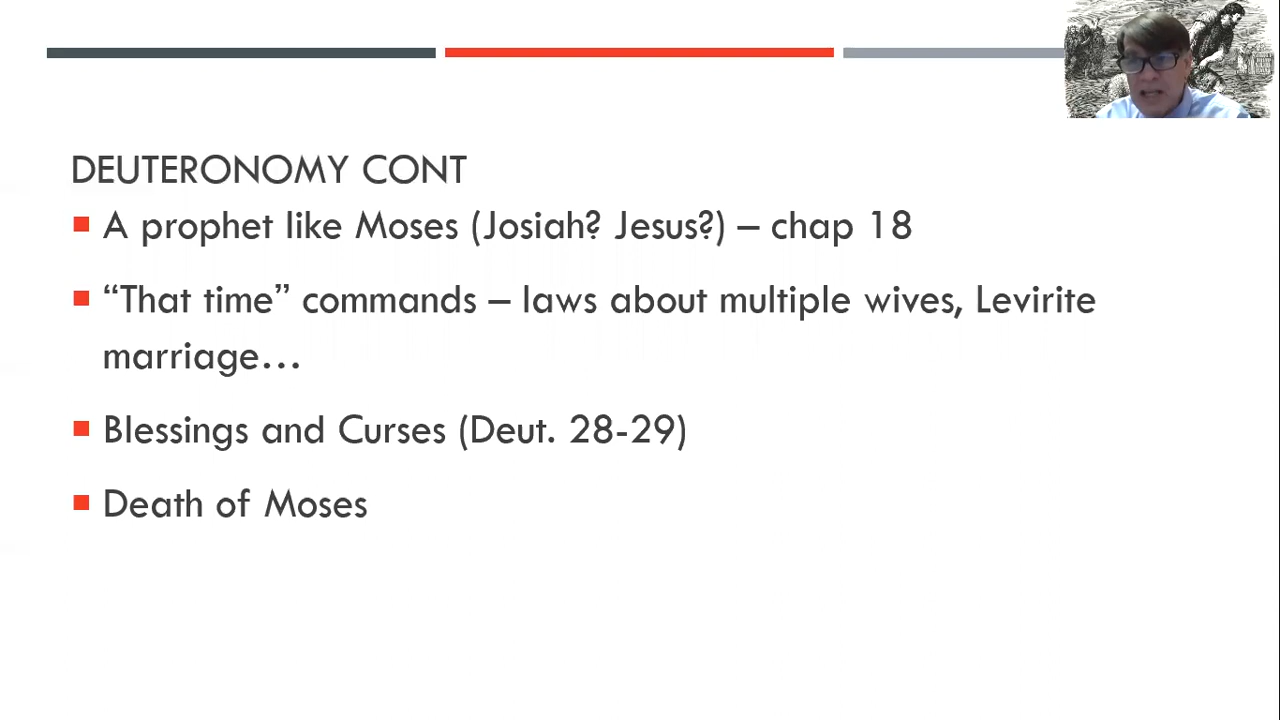 DEUTERONOMY CONT
A prophet like Moses (Josiah? Jesus?) – chap 18
“That time” commands – laws about multiple wives, Levirite
marriage…
Blessings and Curses (Deut. 28-29)
Death of Moses